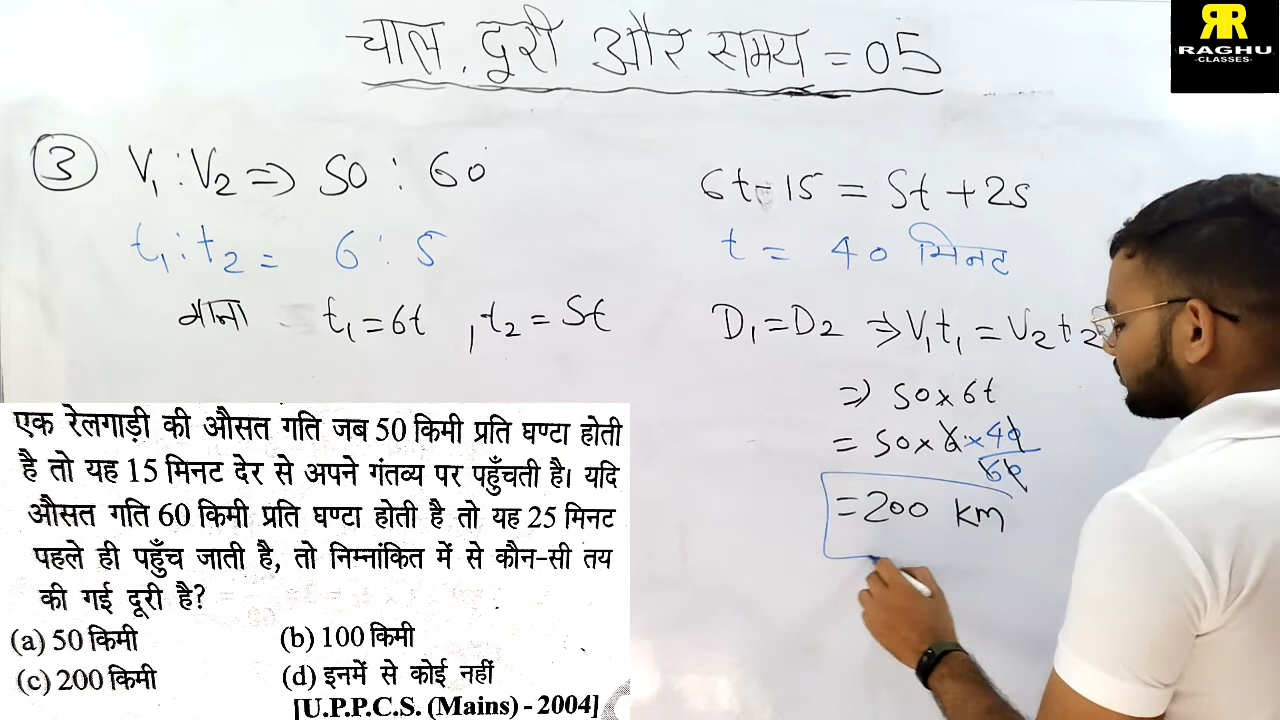 चाल, दूरी और समय = 05
RR
RAGHU
-CLASSES-
③ V₁ : V₂ => 50 : 60
t₁ : t₂ = 6 : 5
माना t₁ = 6t , t₂ = 5t
6t - 15 = 5t + 25
t = 40 मिनट
D₁ = D₂ => V₁t₁ = V₂t₂
=> 50 x 6t
= 50 x 6 x 40/60
= 200 km
एक रेलगाड़ी की औसत गति जब 50 किमी प्रति घण्टा होती
है तो यह 15 मिनट देर से अपने गंतव्य पर पहुँचती है। यदि
औसत गति 60 किमी प्रति घण्टा होती है तो यह 25 मिनट
पहले ही पहुँच जाती है, तो निम्नांकित में से कौन-सी तय
की गई दूरी है?
(a) 50 किमी (b) 100 किमी
(c) 200 किमी (d) इनमें से कोई नहीं
[U.P.P.C.S. (Mains) - 2004]